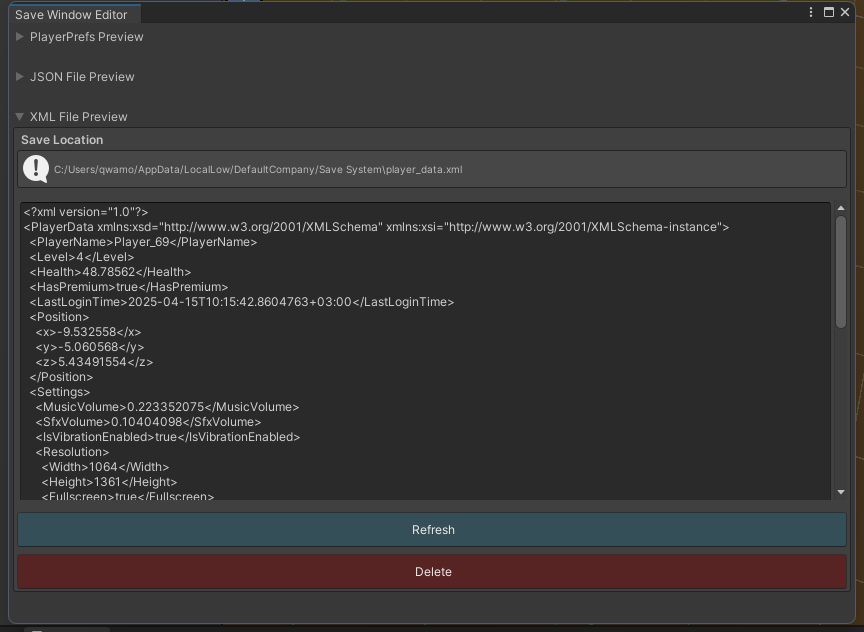 Save Window Editor
PlayerPrefs Preview
JSON File Preview
XML File Preview
Save Location
C:/Users/qwamo/AppData/LocalLow/DefaultCompany/Save System\player_data.xml
<?xml version="1.0"?>
<PlayerData xmlns:xsd="http://www.w3.org/2001/XMLSchema" xmlns:xsi="http://www.w3.org/2001/XMLSchema-instance">
  <PlayerName>Player_69</PlayerName>
  <Level>4</Level>
  <Health>48.78562</Health>
  <HasPremium>true</HasPremium>
  <LastLoginTime>2025-04-15T10:15:42.8604763+03:00</LastLoginTime>
  <Position>
    <x>-9.532558</x>
    <y>-5.060568</y>
    <z>5.43491554</z>
  </Position>
  <Settings>
    <MusicVolume>0.223352075</MusicVolume>
    <SfxVolume>0.10404098</SfxVolume>
    <IsVibrationEnabled>true</IsVibrationEnabled>
    <Resolution>
      <Width>1064</Width>
      <Height>1361</Height>
      <Fullscreen>true</Fullscreen>
Refresh
Delete